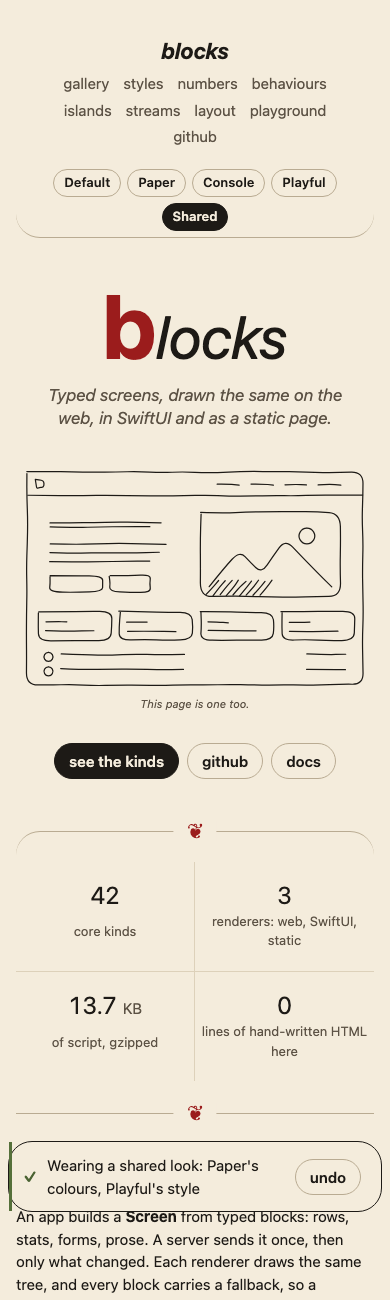 blocks
gallery styles numbers behaviours
islands streams layout playground
github
Default Paper Console Playful
Shared
blocks
Typed screens, drawn the same on the
web, in SwiftUI and as a static page.
This page is one too.
see the kinds github docs
42
core kinds
3
renderers: web, SwiftUI,
static
13.7 KB
of script, gzipped
0
lines of hand-written HTML
here
Wearing a shared look: Paper's
colours, Playful's style
undo
An app builds a Screen from typed blocks: rows,
stats, forms, prose. A server sends it once, then
only what changed. Each renderer draws the same
tree, and every block carries a fallback, so a